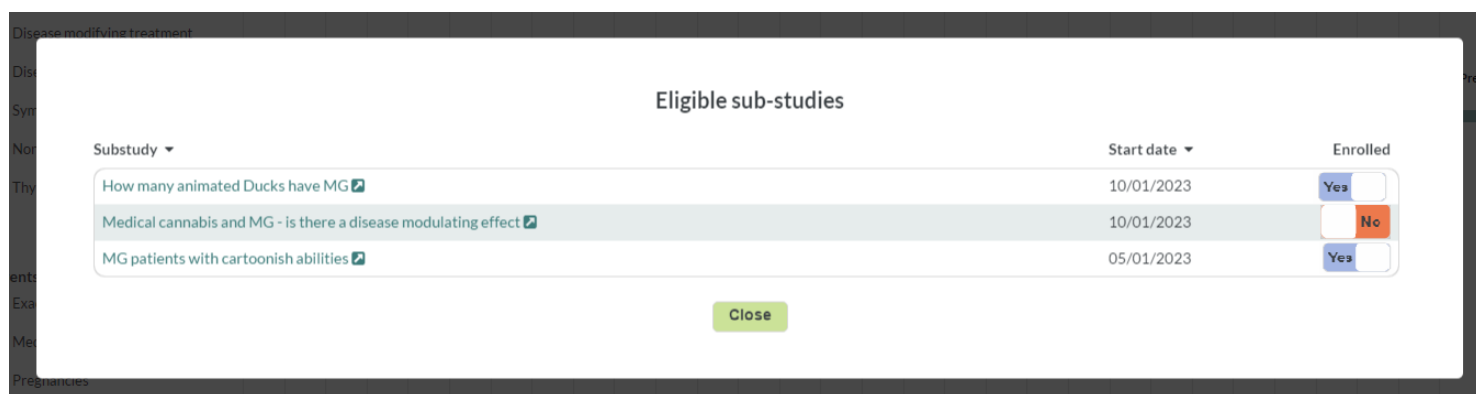 Disease modifying treatment
Eligible sub-studies
Substudy Start date Enrolled
How many animated Ducks have MG 10/01/2023 Yes
Medical cannabis and MG - is there a disease modulating effect 10/01/2023 No
MG patients with cartoonish abilities 05/01/2023 Yes
Close
Pregnancies